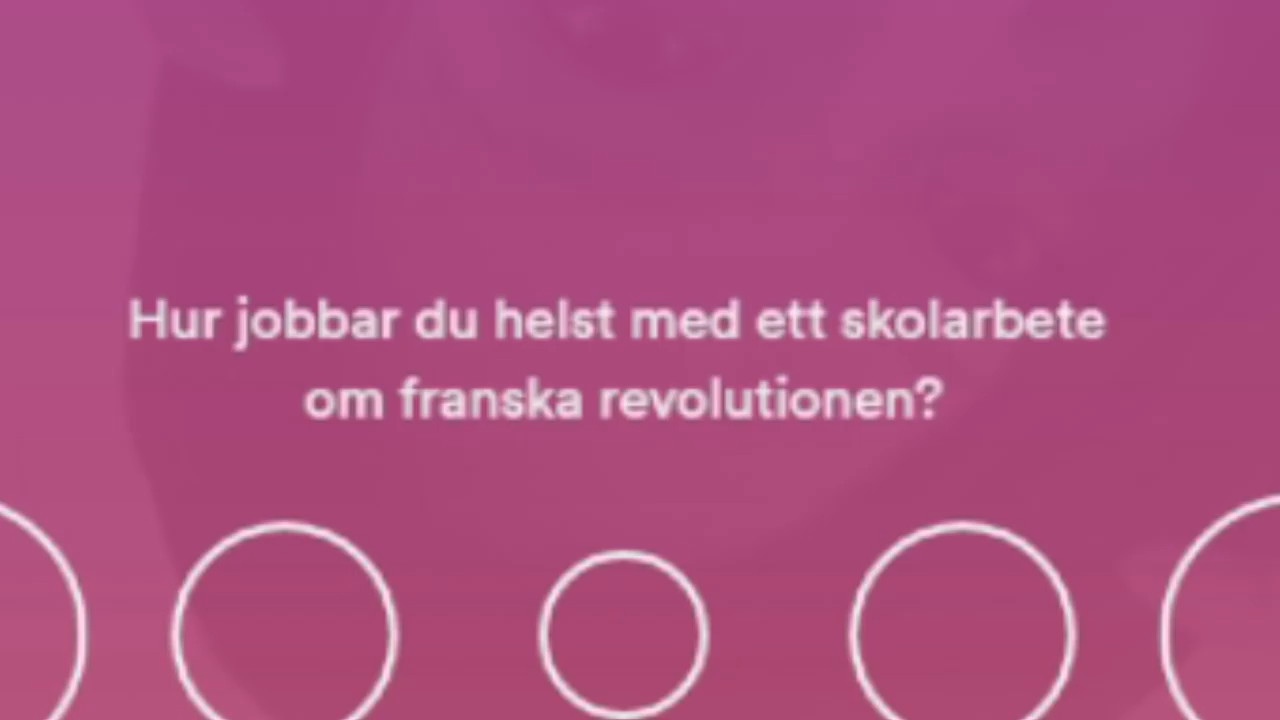 Hur jobbar du helst med ett skolarbete
om franska revolutionen?